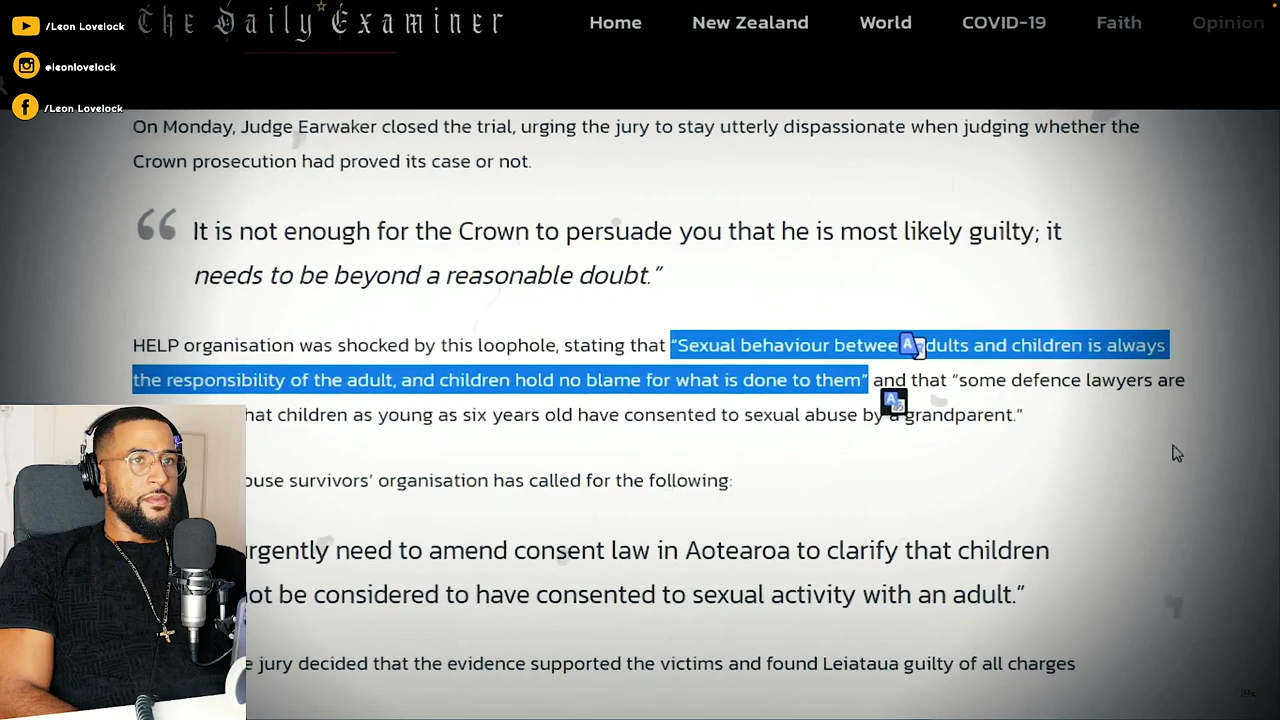 /Leon Lovelock
@leonlovelock
/Leon Lovelock
The Daily Examiner
Home New Zealand World COVID-19 Faith Opinion
On Monday, Judge Earwaker closed the trial, urging the jury to stay utterly dispassionate when judging whether the
Crown prosecution had proved its case or not.
“ It is not enough for the Crown to persuade you that he is most likely guilty; it
needs to be beyond a reasonable doubt.”
HELP organisation was shocked by this loophole, stating that “Sexual behaviour betwee dults and children is always
the responsibility of the adult, and children hold no blame for what is done to them” and that “some defence lawyers are
hat children as young as six years old have consented to sexual abuse by a grandparent.”
ouse survivors’ organisation has called for the following:
urgently need to amend consent law in Aotearoa to clarify that children
ot be considered to have consented to sexual activity with an adult.”
e jury decided that the evidence supported the victims and found Leiataua guilty of all charges